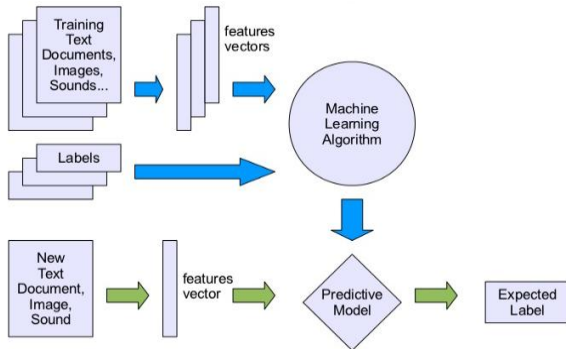 Training
Text
Documents,
Images,
Sounds...
features
vectors
Machine
Learning
Algorithm
Labels
New
Text
Document,
Image,
Sound
features
vector
Predictive
Model
Expected
Label